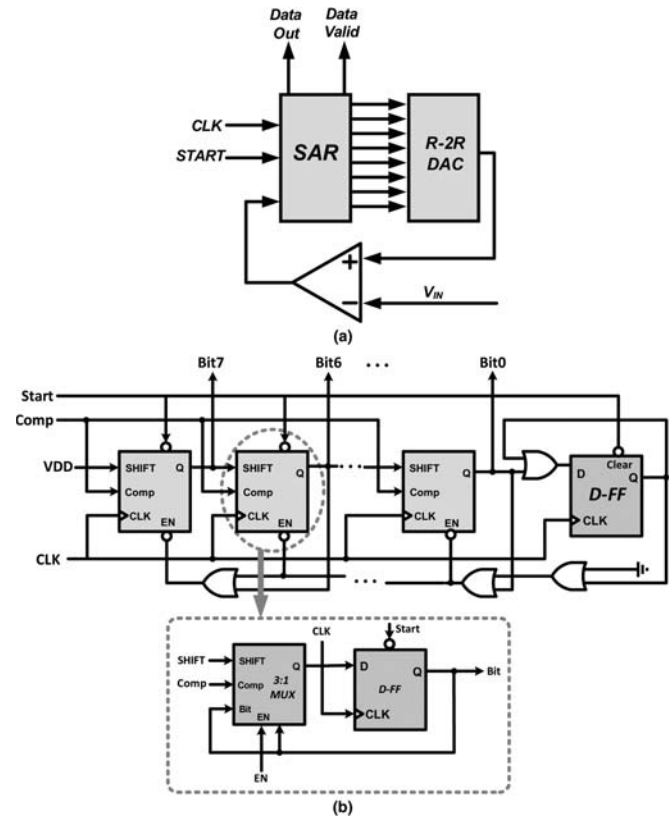 Data Out
Data Valid
CLK
START
SAR
R-2R DAC
+
−
VIN
(a)
Bit7
Bit6
• • •
Bit0
Start
Comp
VDD
SHIFT Q
Comp
CLK
EN
SHIFT Q
Comp
CLK
EN
• • •
SHIFT Q
Comp
CLK
EN
Clear
D
D-FF
CLK
CLK
• • •
SHIFT
Comp
SHIFT Q
Comp
Bit
3:1 MUX
EN
EN
CLK
Start
D Q
D-FF
CLK
Bit
(b)